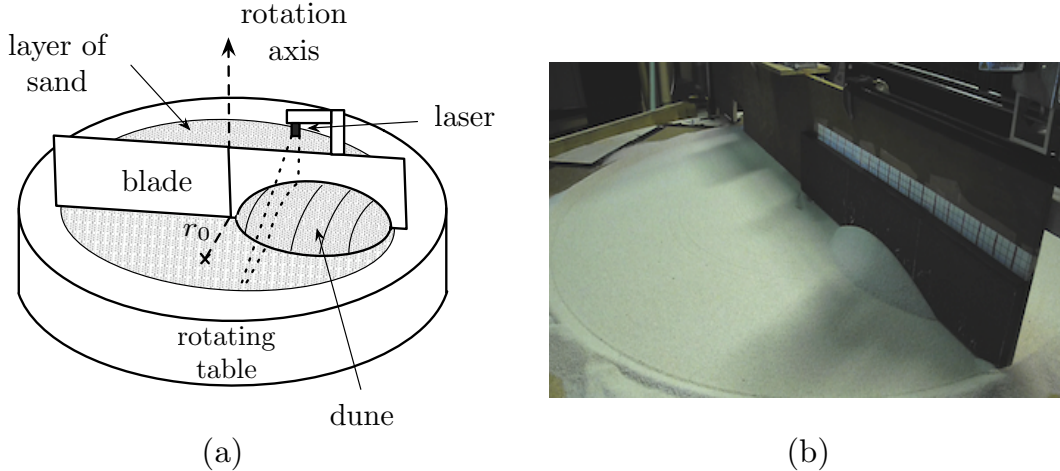 rotation
axis
layer of
sand
laser
blade
r0
rotating
table
dune
(a)
(b)